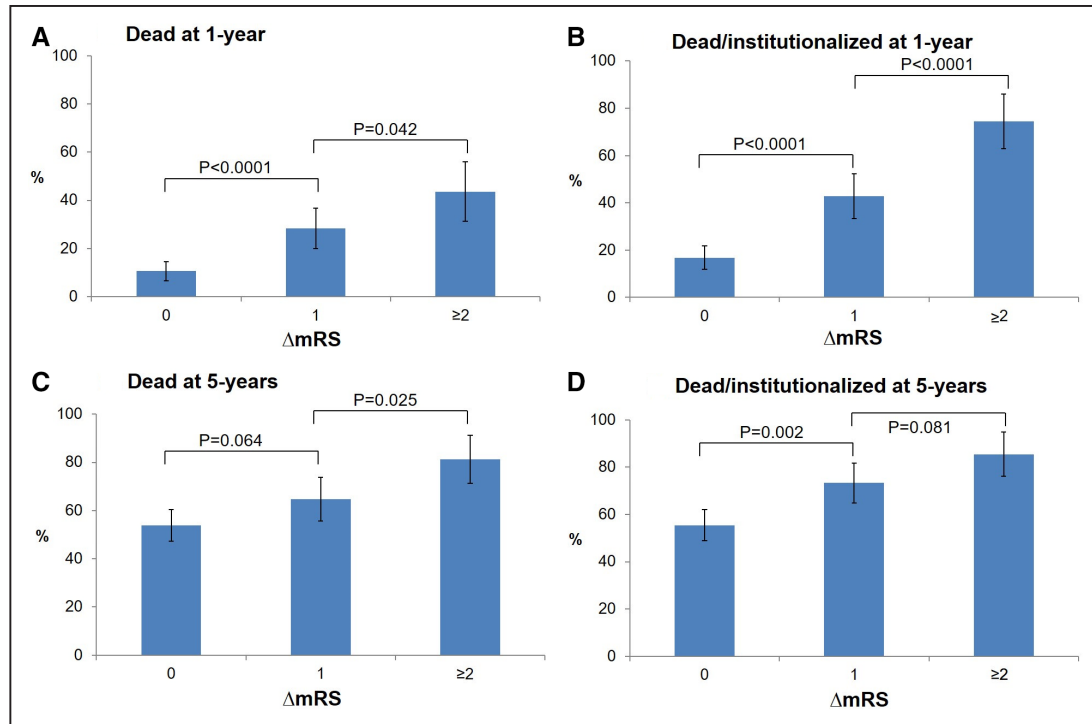 A
Dead at 1-year
100
80
60
40
20
0
%
P<0.0001
P=0.042
0 1 ≥2
ΔmRS
B
Dead/institutionalized at 1-year
100
80
60
40
20
0
%
P<0.0001
P<0.0001
0 1 ≥2
ΔmRS
C
Dead at 5-years
100
80
60
40
20
0
%
P=0.064
P=0.025
0 1 ≥2
ΔmRS
D
Dead/institutionalized at 5-years
100
80
60
40
20
0
%
P=0.002
P=0.081
0 1 ≥2
ΔmRS